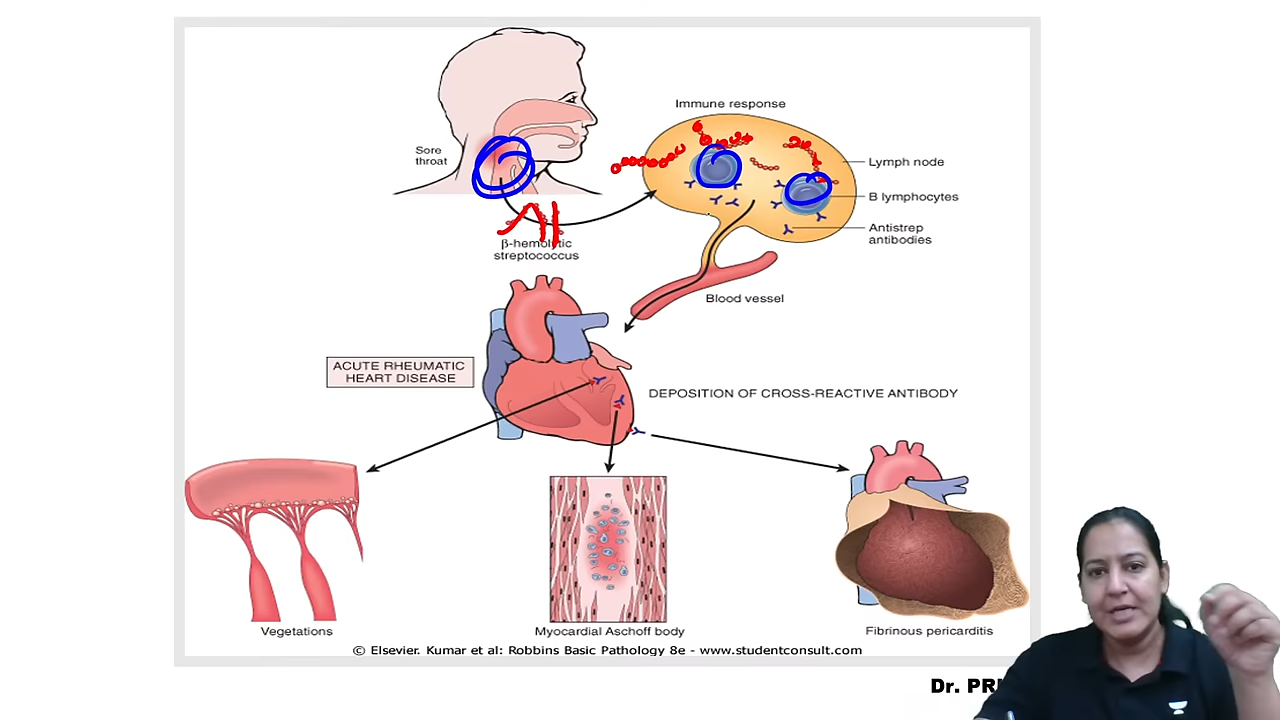 Immune response
Sore
throat
Lymph node
B lymphocytes
Antistrep
antibodies
β-hemolytic
streptococcus
Blood vessel
ACUTE RHEUMATIC
HEART DISEASE
DEPOSITION OF CROSS-REACTIVE ANTIBODY
Vegetations
Myocardial Aschoff body
Fibrinous pericarditis
© Elsevier. Kumar et al: Robbins Basic Pathology 8e - www.studentconsult.com
Dr.